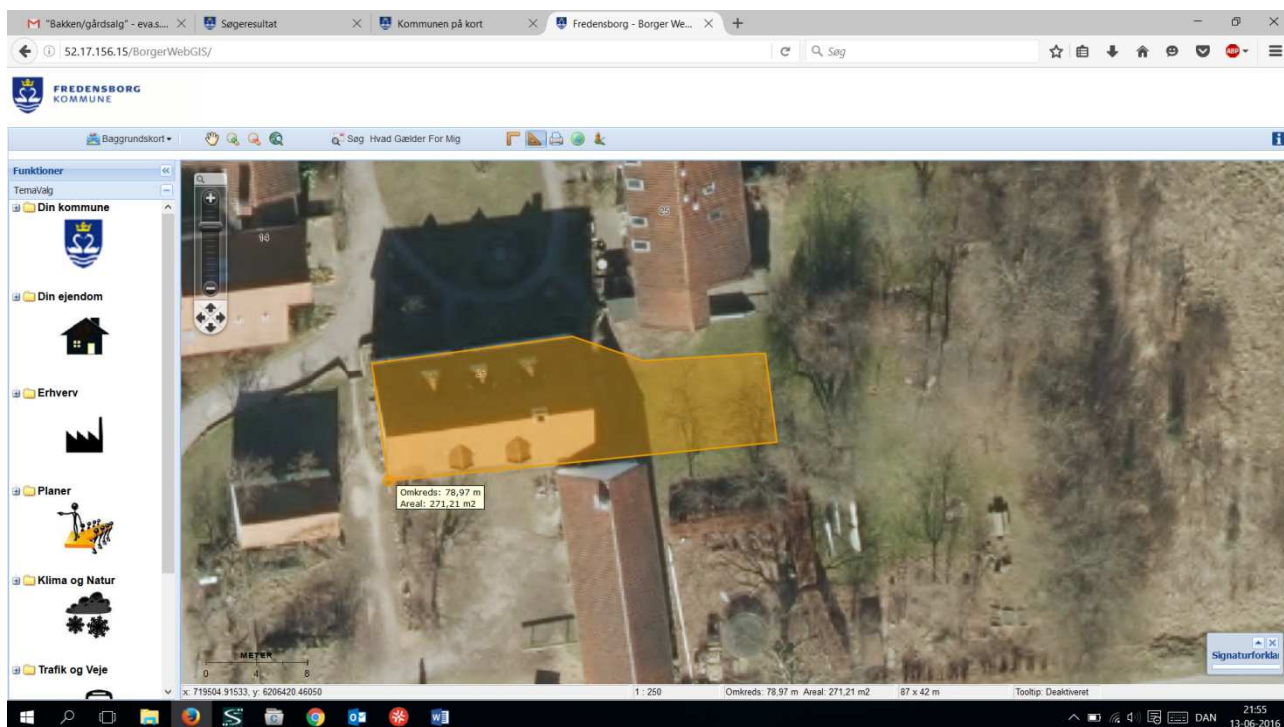 "Bakken/gårdsalg" - eva.s....
Søgeresultat
Kommunen på kort
Fredensborg - Borger We...
52.17.156.15/BorgerWebGIS/
Søg
ABP
FREDENSBORG
KOMMUNE
Baggrundskort
Søg Hvad Gælder For Mig
Funktioner
TemaValg
Din kommune
Din ejendom
Erhverv
Planer
Klima og Natur
Trafik og Veje
98
25
Omkreds: 78,97 m
Areal: 271,21 m2
METER
0 4 8
Signaturforkla
x: 719504.91533, y: 6206420.46050
1 : 250
Omkreds: 78,97 m Areal: 271,21 m2
87 x 42 m
Tooltip: Deaktiveret
DAN
21:55
13-06-2016